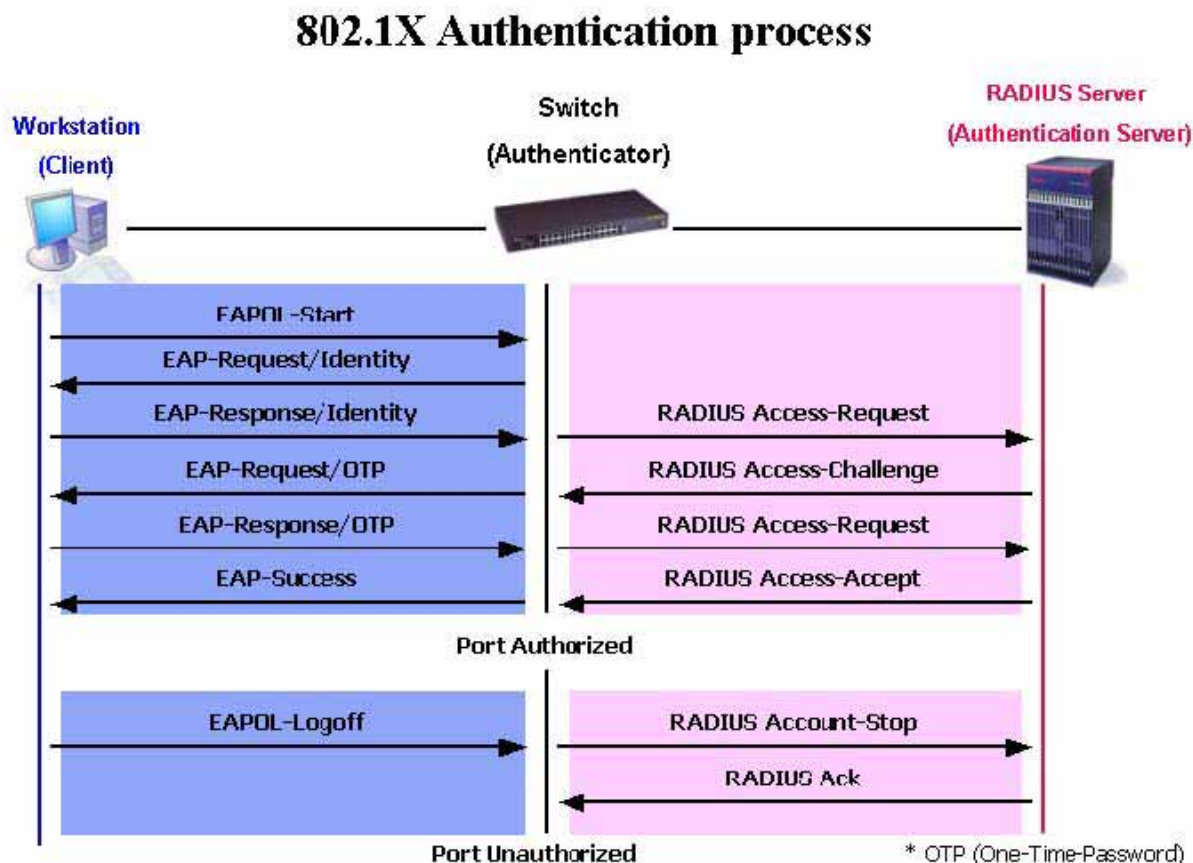 802.1X Authentication process
Workstation
(Client)
Switch
(Authenticator)
RADIUS Server
(Authentication Server)
EAPOL-Start
EAP-Request/Identity
EAP-Response/Identity
RADIUS Access-Request
EAP-Request/OTP
RADIUS Access-Challenge
EAP-Response/OTP
RADIUS Access-Request
EAP-Success
RADIUS Access-Accept
Port Authorized
EAPOL-Logoff
RADIUS Account-Stop
RADIUS Ack
Port Unauthorized
* OTP (One-Time-Password)